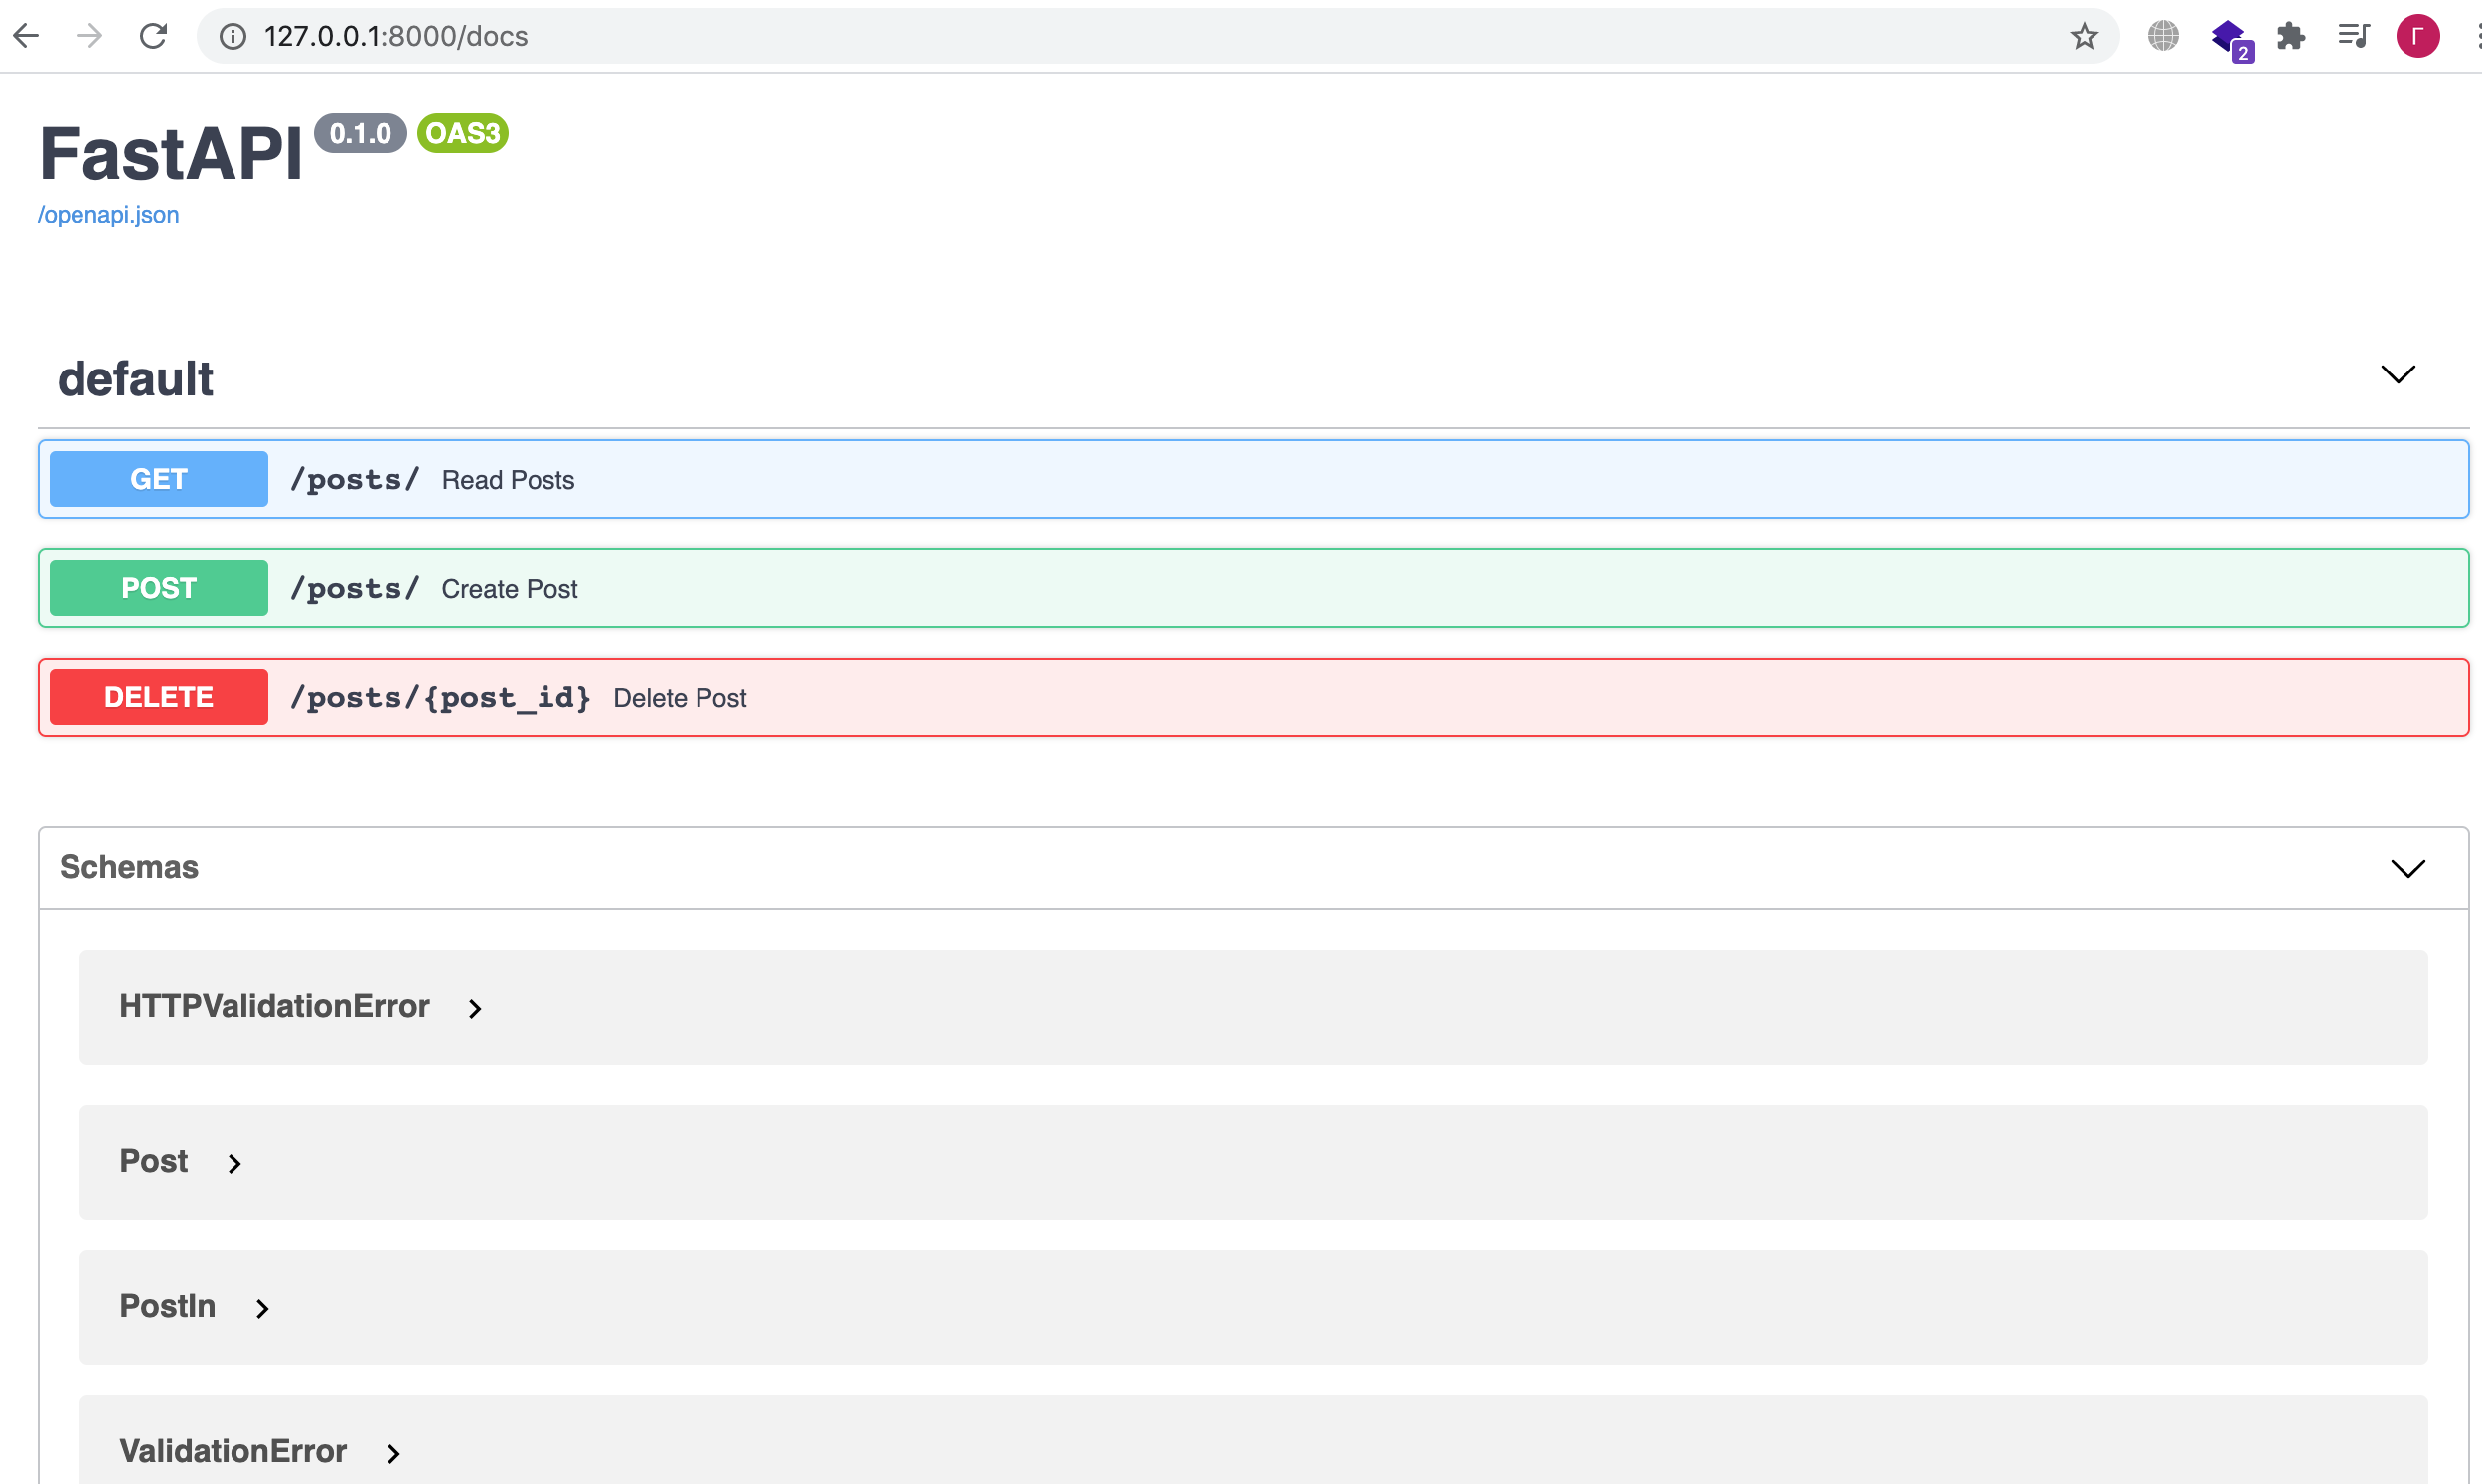 127.0.0.1:8000/docs
2
Г
FastAPI 0.1.0 OAS3
/openapi.json
default
GET /posts/ Read Posts
POST /posts/ Create Post
DELETE /posts/{post_id} Delete Post
Schemas
HTTPValidationError
Post
PostIn
ValidationError